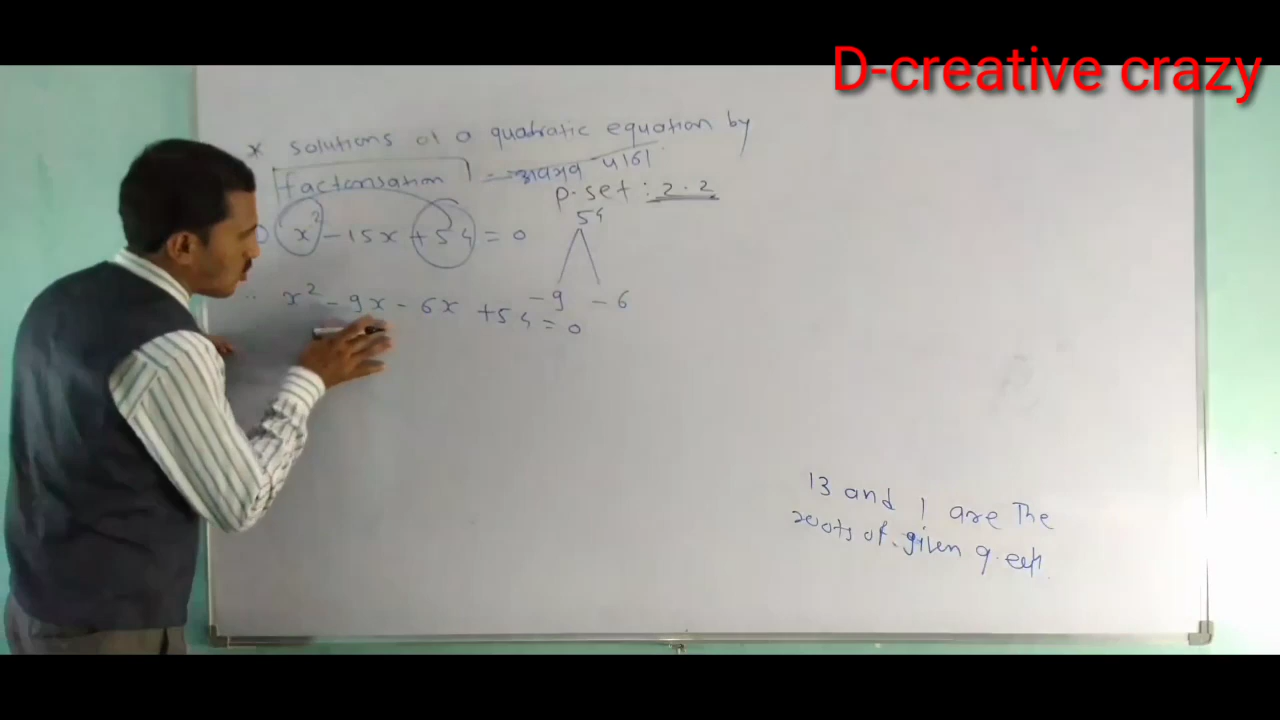 D-creative crazy
* solutions of a quadratic equation by
factorisation
P. set : 2.2
x² - 15x + 54 = 0
54
-9 -6
x² - 9x - 6x + 54 = 0
13 and 1 are the
roots of given q. eqn.